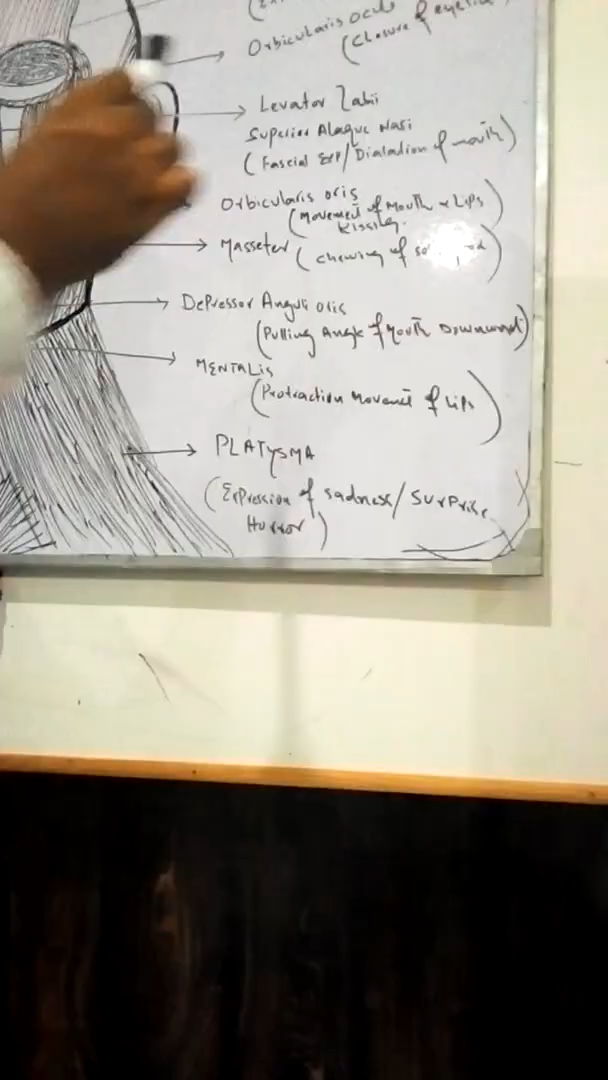 Orbicularis Oculi
(Closure of eyelid
Levator Labii
Superior Alaque Nasi
(Fascial Exp/Dialadion of mouth)
Orbicularis oris
(Movement of Mouth & Lips)
kissing.
Masseter (chewing of
Depressor Anguli oris
(Pulling Angle of Mouth Downward)
MENTALis
(Protraction Movement of Lips)
PLATYSMA
(Expression of sadness/Surprise
Horror)